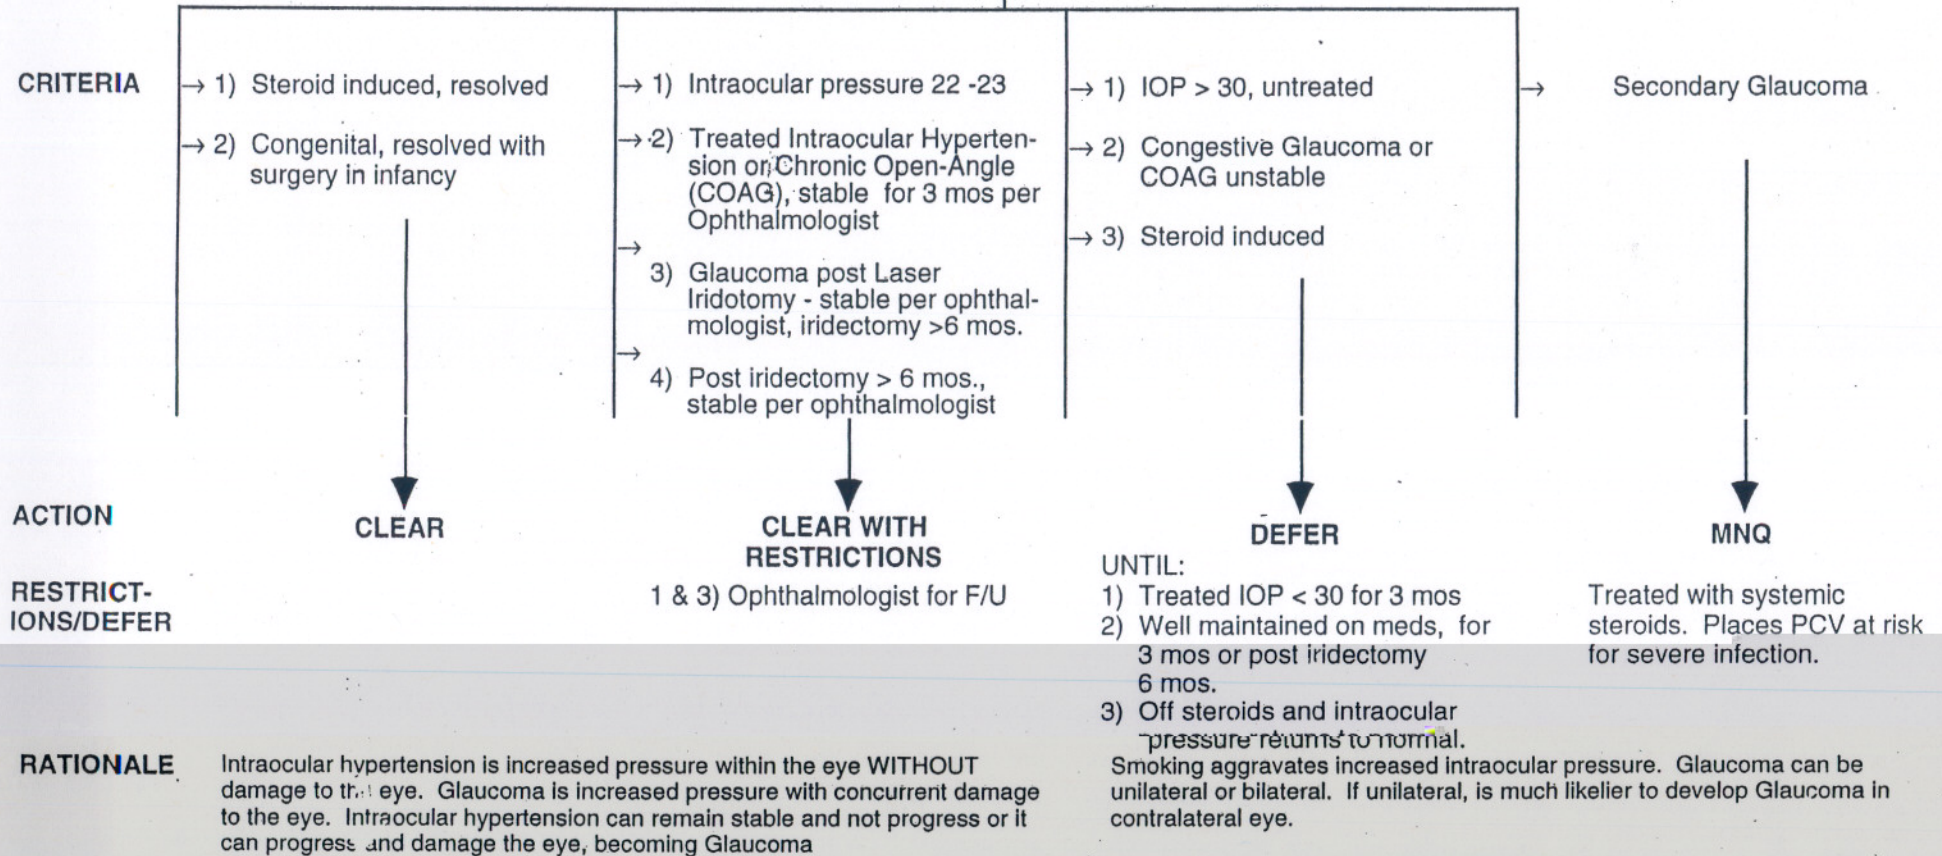 CRITERIA
→ 1) Steroid induced, resolved
→ 2) Congenital, resolved with
surgery in infancy
→ 1) Intraocular pressure 22 -23
→ 2) Treated Intraocular Hyperten-
sion or Chronic Open-Angle
(COAG), stable for 3 mos per
Ophthalmologist
→
3) Glaucoma post Laser
Iridotomy - stable per ophthal-
mologist, iridectomy >6 mos.
→
4) Post iridectomy > 6 mos.,
stable per ophthalmologist
→ 1) IOP > 30, untreated
→ 2) Congestive Glaucoma or
COAG unstable
→ 3) Steroid induced
→ Secondary Glaucoma
ACTION
CLEAR
CLEAR WITH
RESTRICTIONS
DEFER
MNQ
RESTRICT-
IONS/DEFER
1 & 3) Ophthalmologist for F/U
UNTIL:
1) Treated IOP < 30 for 3 mos
2) Well maintained on meds, for
3 mos or post iridectomy
6 mos.
3) Off steroids and intraocular
pressure returns to normal.
Treated with systemic
steroids. Places PCV at risk
for severe infection.
RATIONALE
Intraocular hypertension is increased pressure within the eye WITHOUT
damage to the eye. Glaucoma is increased pressure with concurrent damage
to the eye. Intraocular hypertension can remain stable and not progress or it
can progress and damage the eye, becoming Glaucoma
Smoking aggravates increased intraocular pressure. Glaucoma can be
unilateral or bilateral. If unilateral, is much likelier to develop Glaucoma in
contralateral eye.